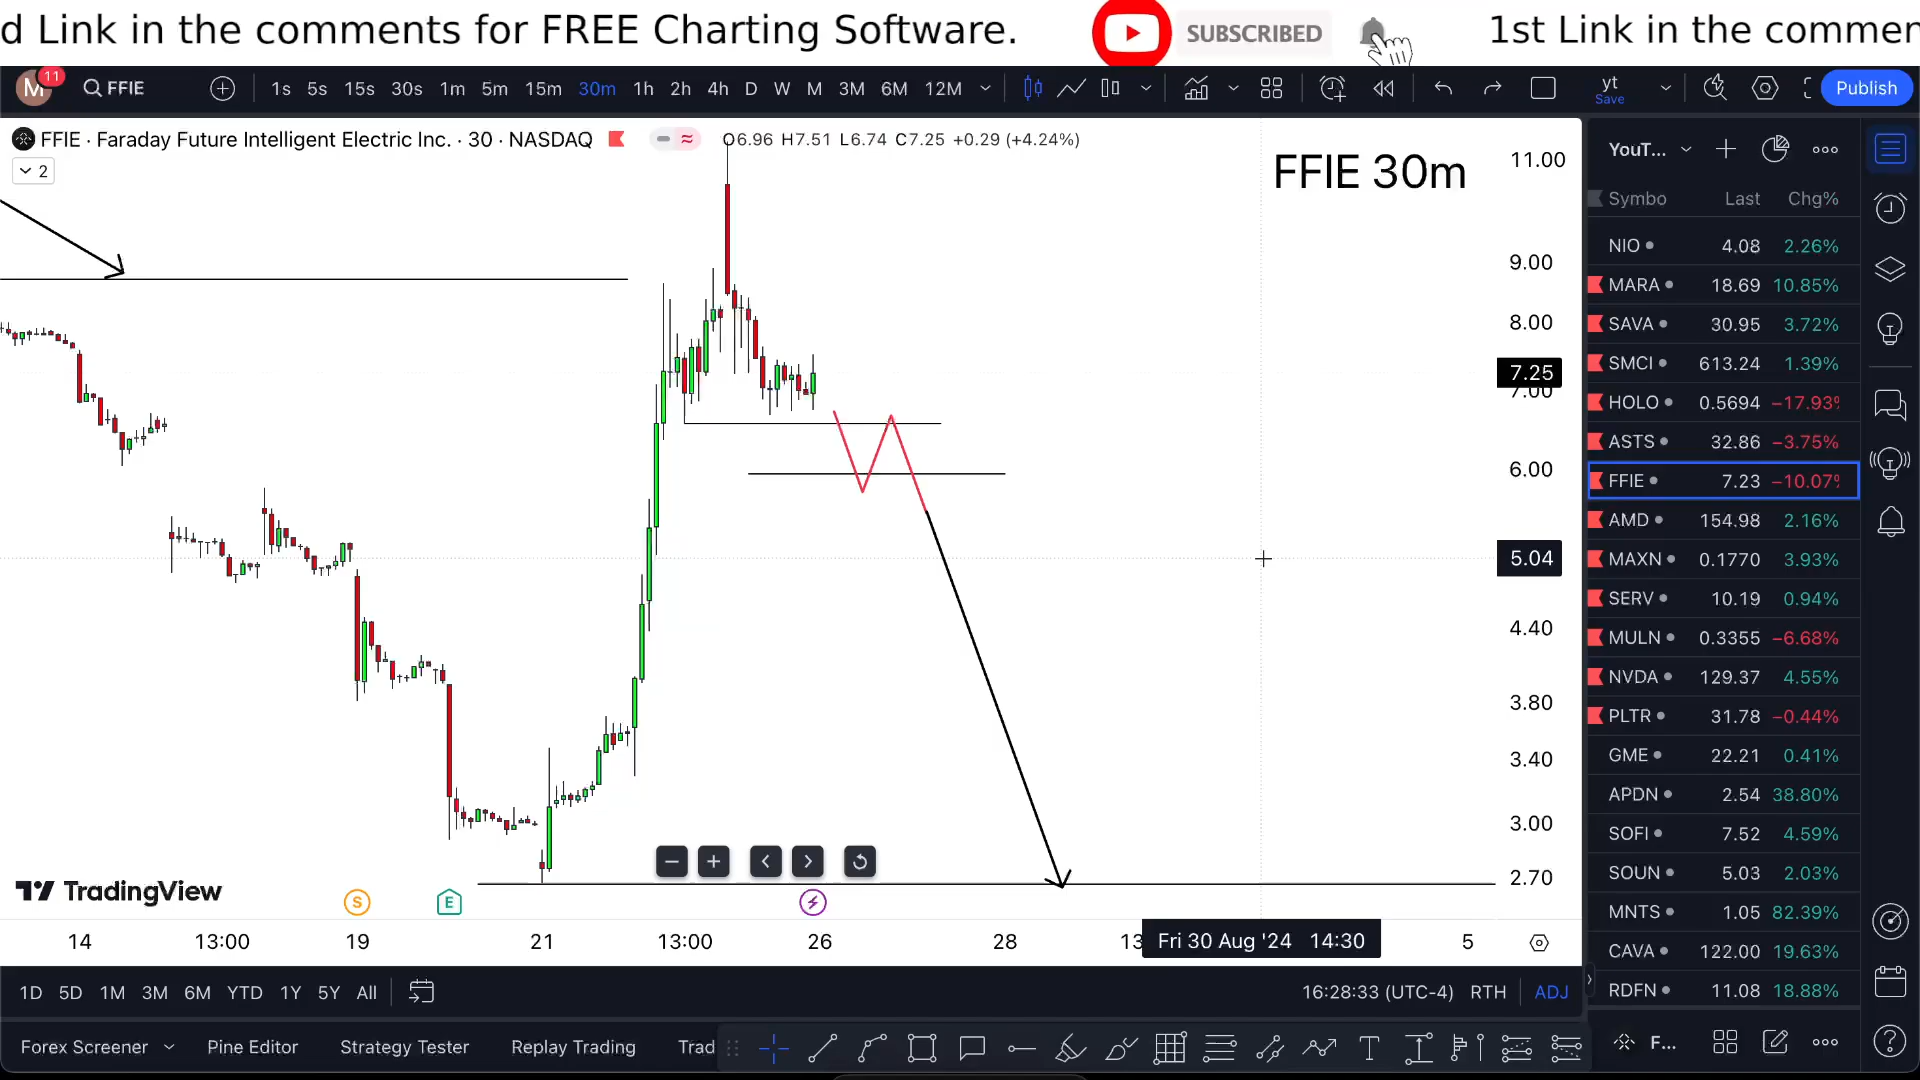 d Link in the comments for FREE Charting Software.
SUBSCRIBED
1st Link in the commen
M 11 FFIE 1s 5s 15s 30s 1m 5m 15m 30m 1h 2h 4h D W M 3M 6M 12M yt Save Publish
FFIE · Faraday Future Intelligent Electric Inc. · 30 · NASDAQ O6.96 H7.51 L6.74 C7.25 +0.29 (+4.24%)
2
FFIE 30m
11.00
9.00
8.00
7.25
7.00
6.00
5.04
4.40
3.80
3.40
3.00
2.70
TradingView
S E
14 13:00 19 21 13:00 26 28 13 Fri 30 Aug '24 14:30 5
YouT...
Symbo Last Chg%
NIO 4.08 2.26%
MARA 18.69 10.85%
SAVA 30.95 3.72%
SMCI 613.24 1.39%
HOLO 0.5694 −17.93%
ASTS 32.86 −3.75%
FFIE 7.23 −10.07%
AMD 154.98 2.16%
MAXN 0.1770 3.93%
SERV 10.19 0.94%
MULN 0.3355 −6.68%
NVDA 129.37 4.55%
PLTR 31.78 −0.44%
GME 22.21 0.41%
APDN 2.54 38.80%
SOFI 7.52 4.59%
SOUN 5.03 2.03%
MNTS 1.05 82.39%
CAVA 122.00 19.63%
RDFN 11.08 18.88%
1D 5D 1M 3M 6M YTD 1Y 5Y All 16:28:33 (UTC-4) RTH ADJ
Forex Screener Pine Editor Strategy Tester Replay Trading Trad T F...